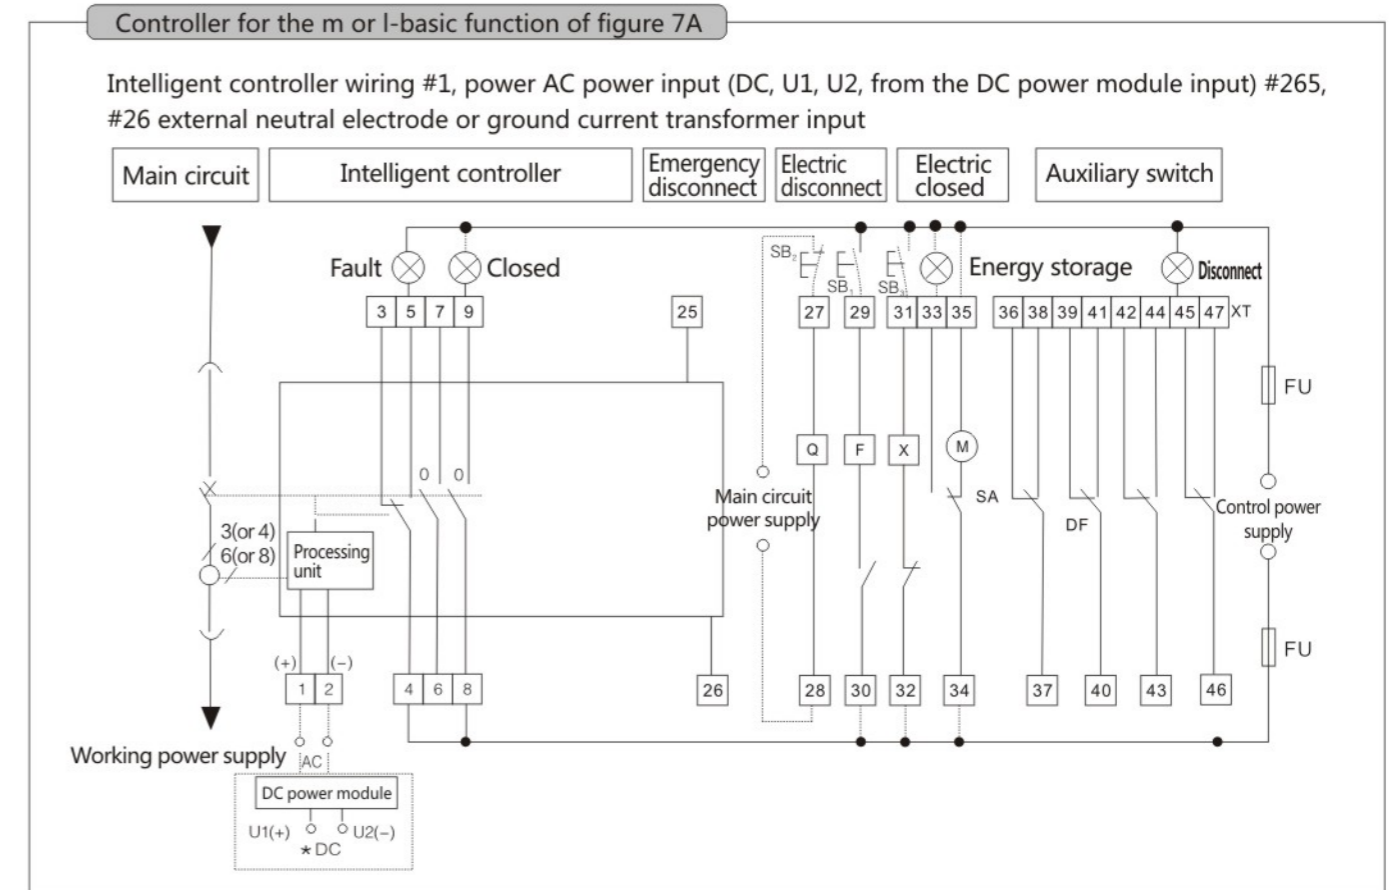 Controller for the m or l-basic function of figure 7A
Intelligent controller wiring #1, power AC power input (DC, U1, U2, from the DC power module input) #265,
#26 external neutral electrode or ground current transformer input
Main circuit
Intelligent controller
Emergency
disconnect
Electric
disconnect
Electric
closed
Auxiliary switch
Fault
Closed
SB2
SB1
SB3
Energy storage
Disconnect
3 5 7 9
25
27
29
31 33 35
36 38 39 41 42 44 45 47 XT
FU
Q
F
X
M
0 0
SA
DF
Main circuit
power supply
Control power
supply
3(or 4)
6(or 8)
Processing
unit
FU
(+) (−)
1 2
4 6 8
26
28
30
32
34
37
40
43
46
Working power supply
AC
DC power module
U1(+)
U2(−)
*DC